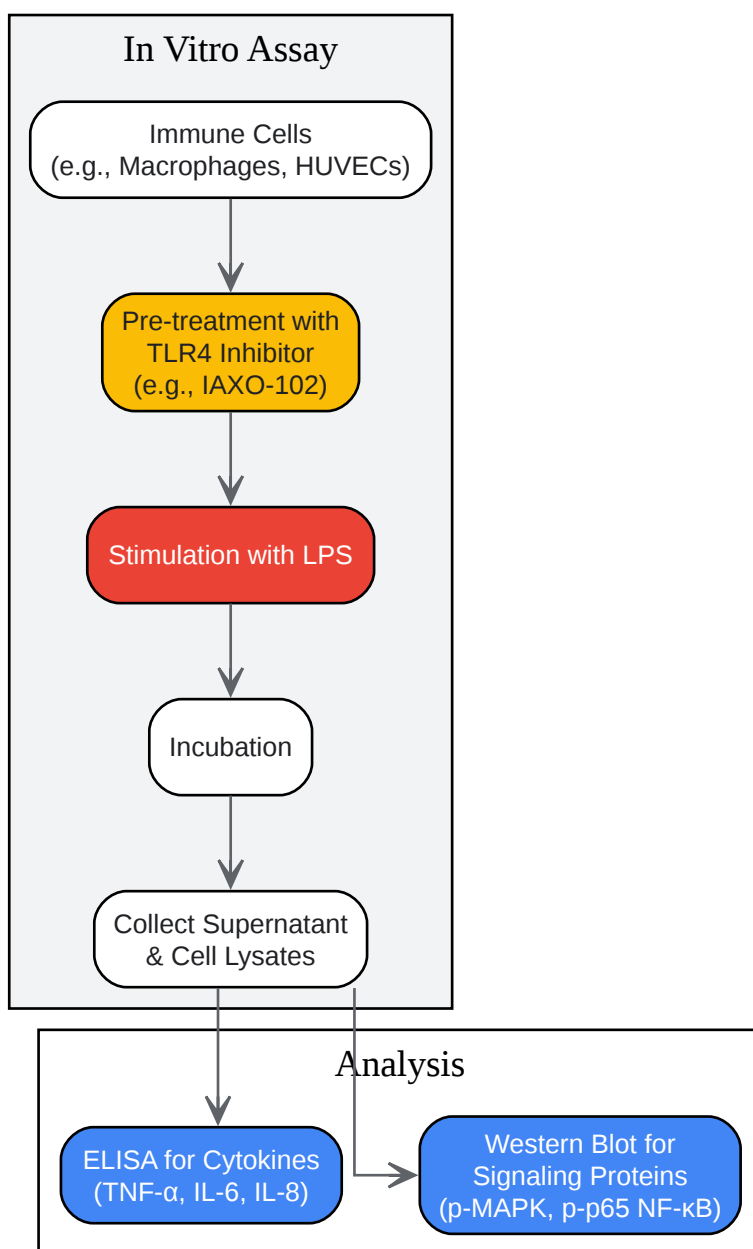 In Vitro Assay
Immune Cells
(e.g., Macrophages, HUVECs)
Pre-treatment with
TLR4 Inhibitor
(e.g., IAXO-102)
Stimulation with LPS
Incubation
Collect Supernatant
& Cell Lysates
Analysis
ELISA for Cytokines
(TNF-α, IL-6, IL-8)
Western Blot for
Signaling Proteins
(p-MAPK, p-p65 NF-κB)